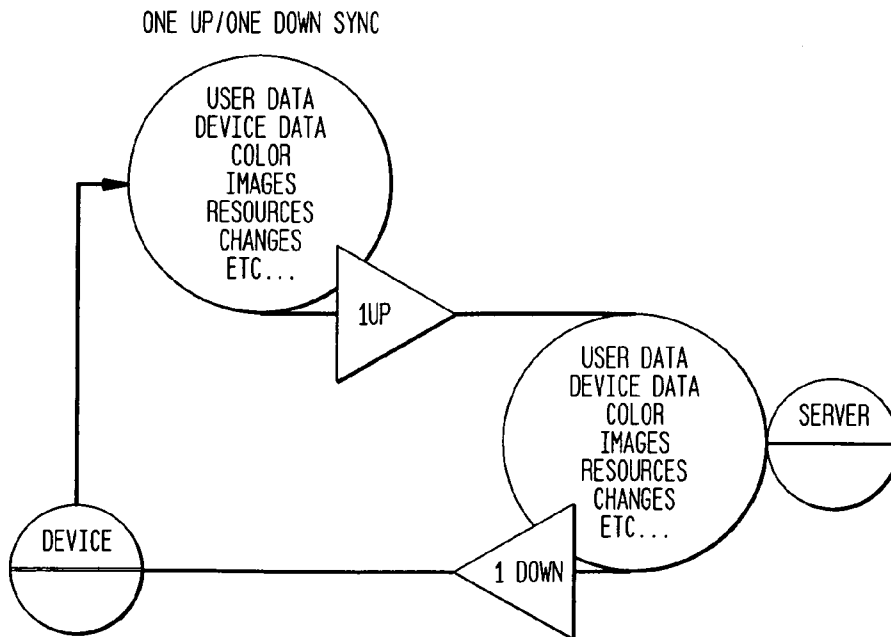 ONE UP/ONE DOWN SYNC
USER DATA
DEVICE DATA
COLOR
IMAGES
RESOURCES
CHANGES
ETC...
1UP
USER DATA
DEVICE DATA
COLOR
IMAGES
RESOURCES
CHANGES
ETC...
SERVER
DEVICE
1 DOWN